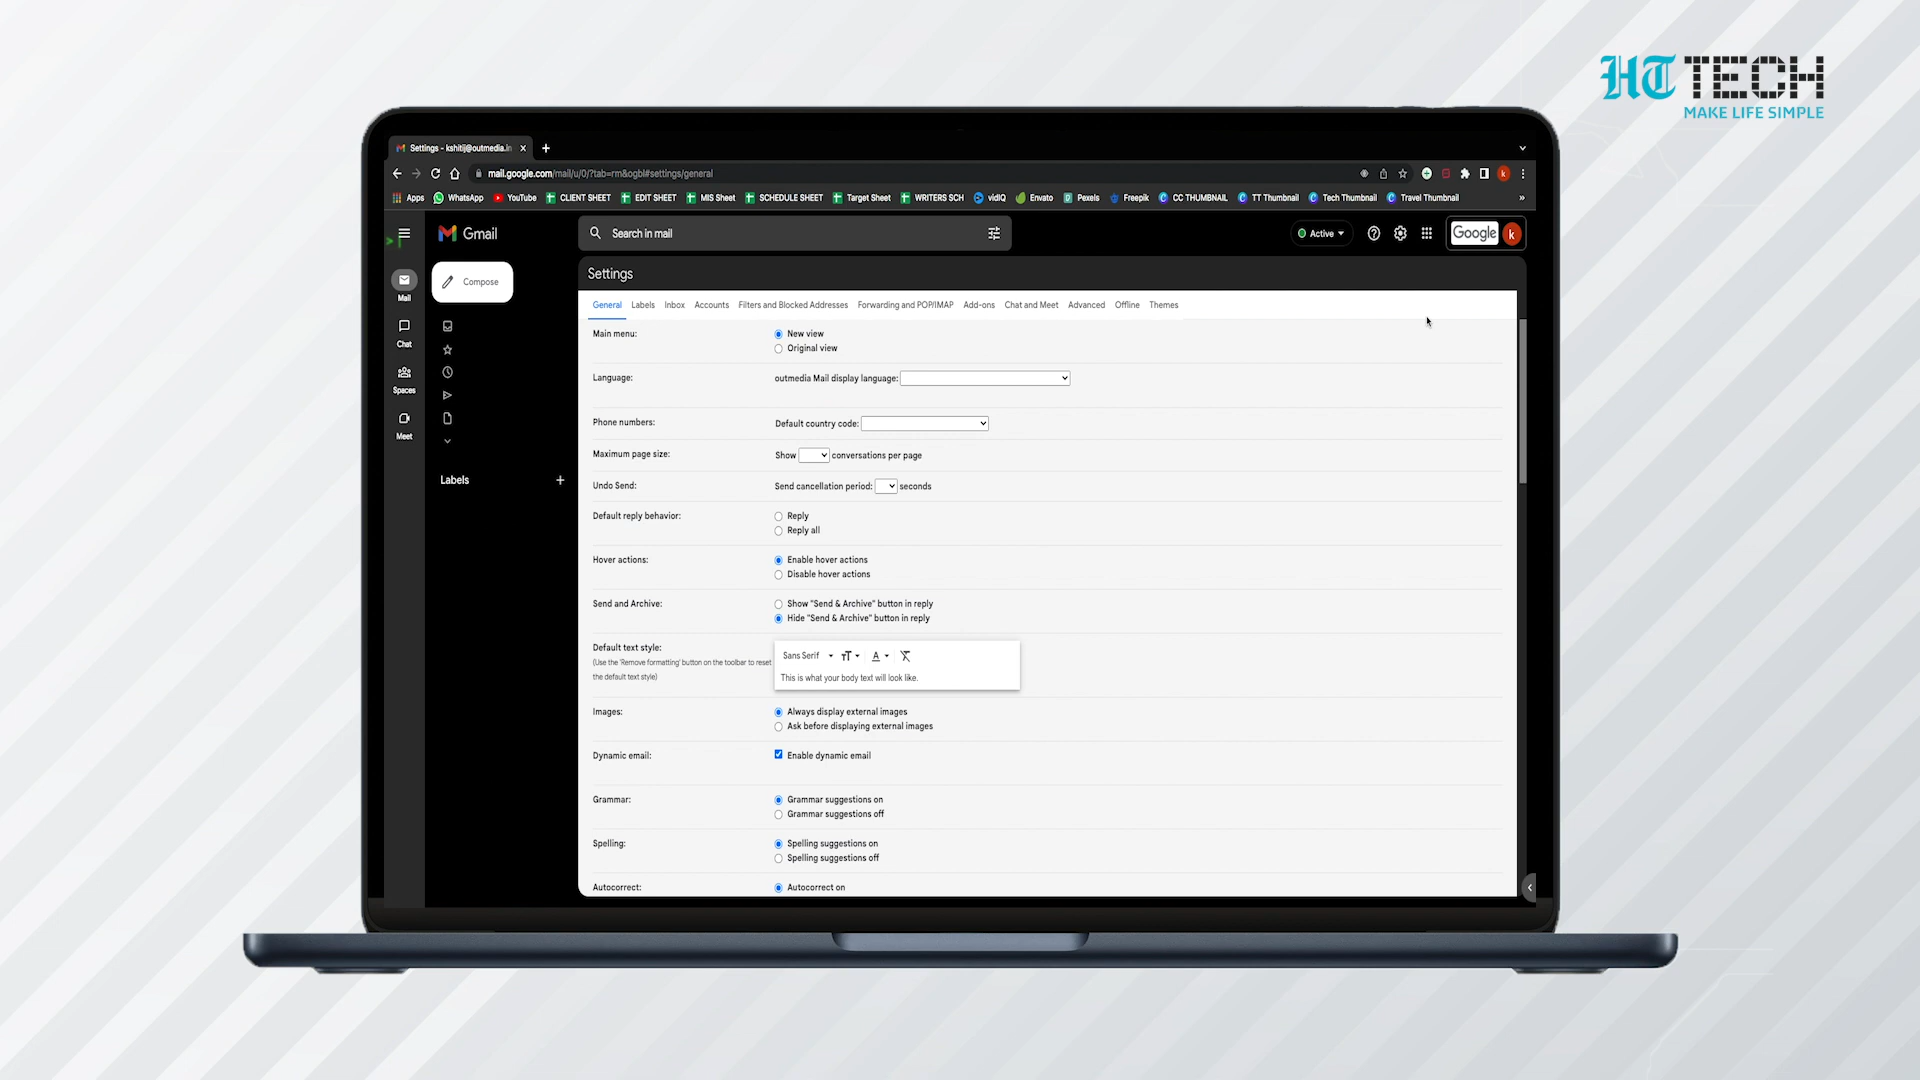 HT TECH
MAKE LIFE SIMPLE
Settings - kshitij@outmedia.in
mail.google.com/mail/u/0/?tab=rm&ogbl#settings/general
Apps WhatsApp YouTube CLIENT SHEET EDIT SHEET MIS Sheet SCHEDULE SHEET Target Sheet WRITERS SCH vidIQ Envato Pexels Freepik CC THUMBNAIL TT Thumbnail Tech Thumbnail Travel Thumbnail »
Gmail
Search in mail
Active
Google k
Mail
Chat
Spaces
Meet
Compose
Labels +
Settings
General Labels Inbox Accounts Filters and Blocked Addresses Forwarding and POP/IMAP Add-ons Chat and Meet Advanced Offline Themes
Main menu: New view
Original view
Language: outmedia Mail display language:
Phone numbers: Default country code:
Maximum page size: Show conversations per page
Undo Send: Send cancellation period: seconds
Default reply behavior: Reply
Reply all
Hover actions: Enable hover actions
Disable hover actions
Send and Archive: Show "Send & Archive" button in reply
Hide "Send & Archive" button in reply
Default text style:
(Use the 'Remove formatting' button on the toolbar to reset
the default text style)
Sans Serif
This is what your body text will look like.
Images: Always display external images
Ask before displaying external images
Dynamic email: Enable dynamic email
Grammar: Grammar suggestions on
Grammar suggestions off
Spelling: Spelling suggestions on
Spelling suggestions off
Autocorrect: Autocorrect on